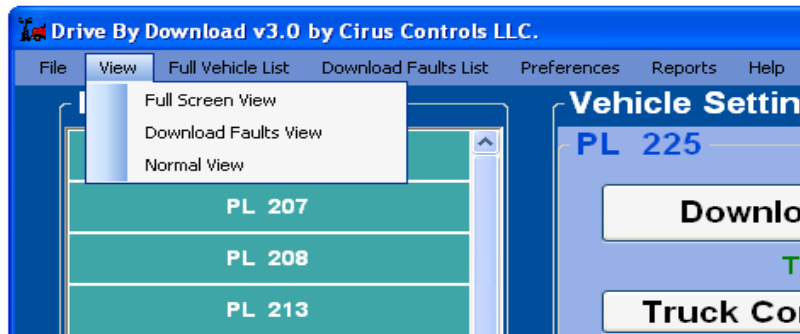 Drive By Download v3.0 by Cirus Controls LLC.
File View Full Vehicle List Download Faults List Preferences Reports Help
Full Screen View
Download Faults View
Normal View
PL 207
PL 208
PL 213
Vehicle Settin
PL 225
Downlo
T
Truck Co